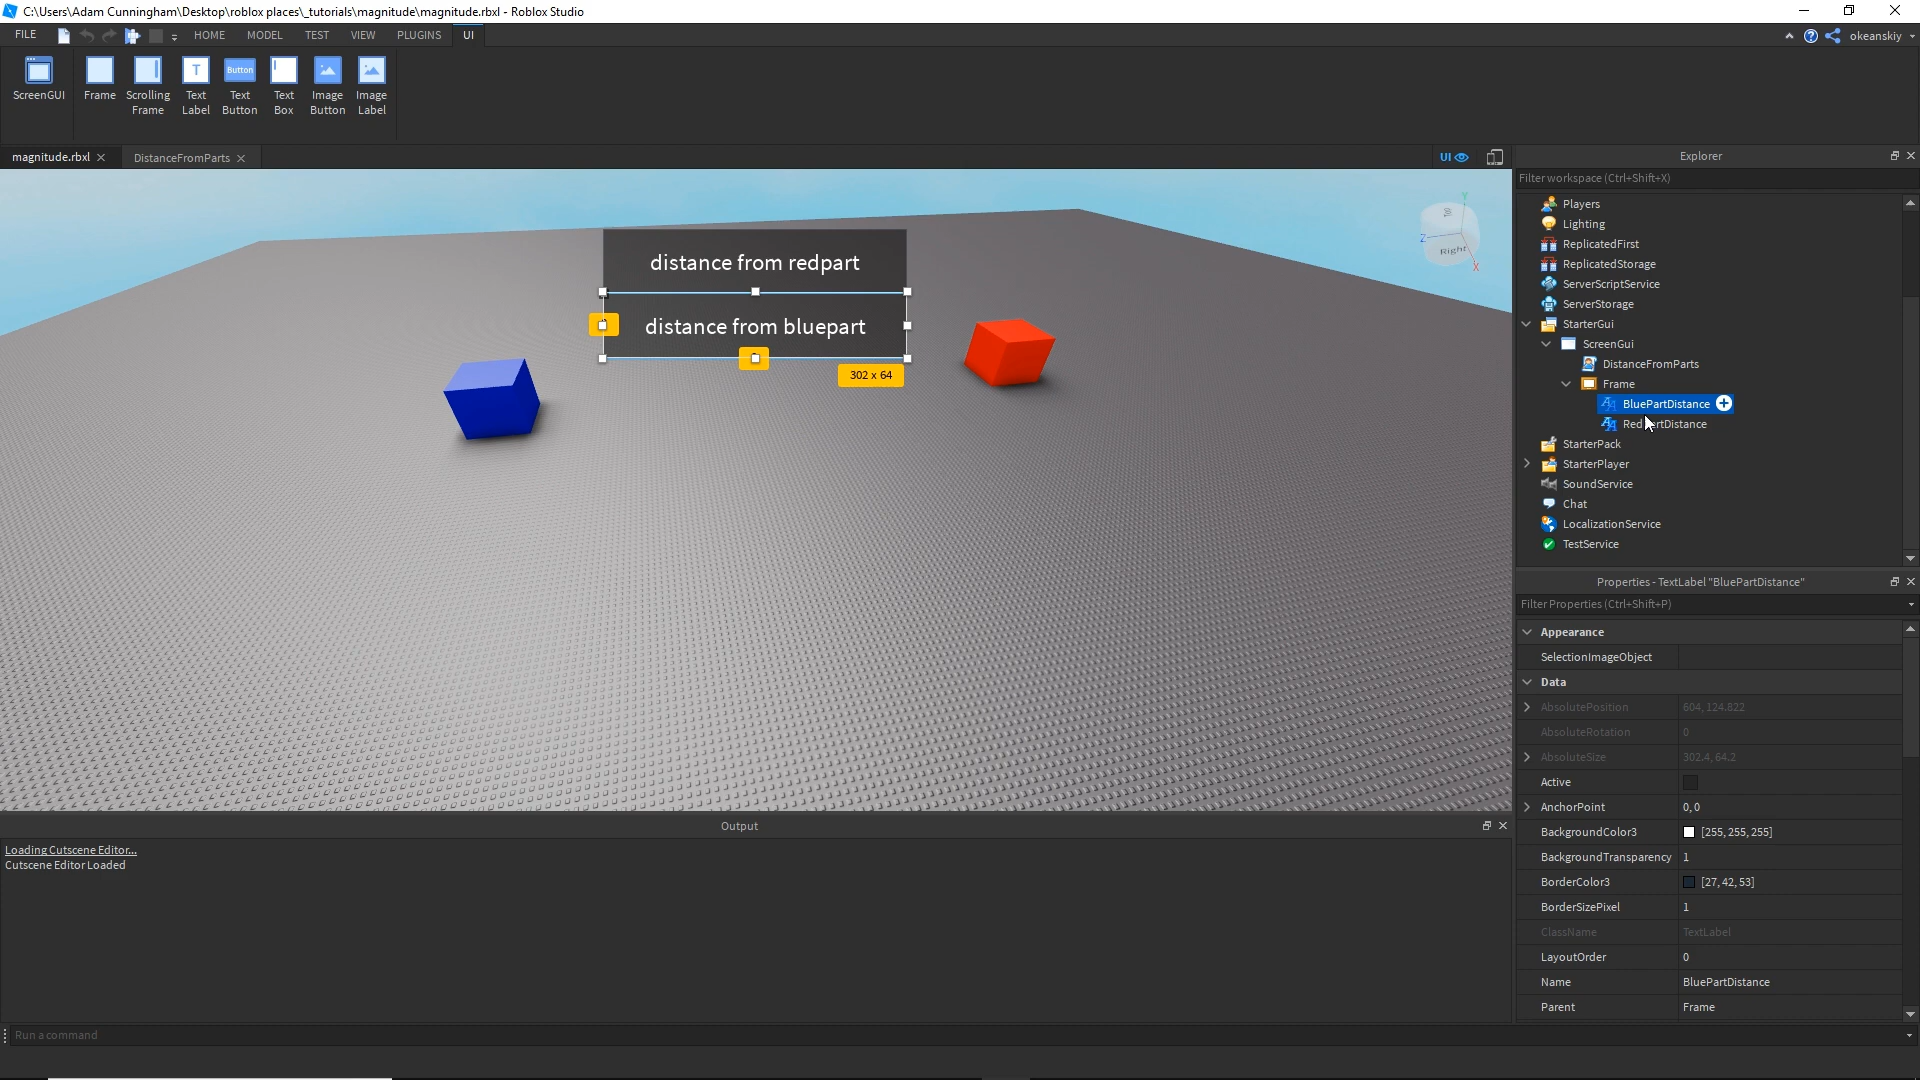 C:\Users\Adam Cunningham\Desktop\roblox places\_tutorials\magnitude\magnitude.rbxl - Roblox Studio
FILE HOME MODEL TEST VIEW PLUGINS UI okeanskiy
ScreenGUI
Frame
Scrolling Frame
Text Label
Button
Text Button
Text Box
Image Button
Image Label
magnitude.rbxl DistanceFromParts UI
distance from redpart
distance from bluepart
302 x 64
Right
X
Y
Z
Explorer
Filter workspace (Ctrl+Shift+X)
Players
Lighting
ReplicatedFirst
ReplicatedStorage
ServerScriptService
ServerStorage
StarterGui
ScreenGui
DistanceFromParts
Frame
BluePartDistance
StarterPack
StarterPlayer
SoundService
Chat
LocalizationService
TestService
Properties - TextLabel "BluePartDistance"
Filter Properties (Ctrl+Shift+P)
Appearance
SelectionImageObject
Data
AbsolutePosition 604, 124.822
AbsoluteRotation 0
AbsoluteSize 302.4, 64.2
Active
AnchorPoint 0, 0
BackgroundColor3 [255, 255, 255]
BackgroundTransparency 1
BorderColor3 [27, 42, 53]
BorderSizePixel 1
ClassName TextLabel
LayoutOrder 0
Name BluePartDistance
Parent Frame
Output
Loading Cutscene Editor...
Cutscene Editor Loaded
Run a command